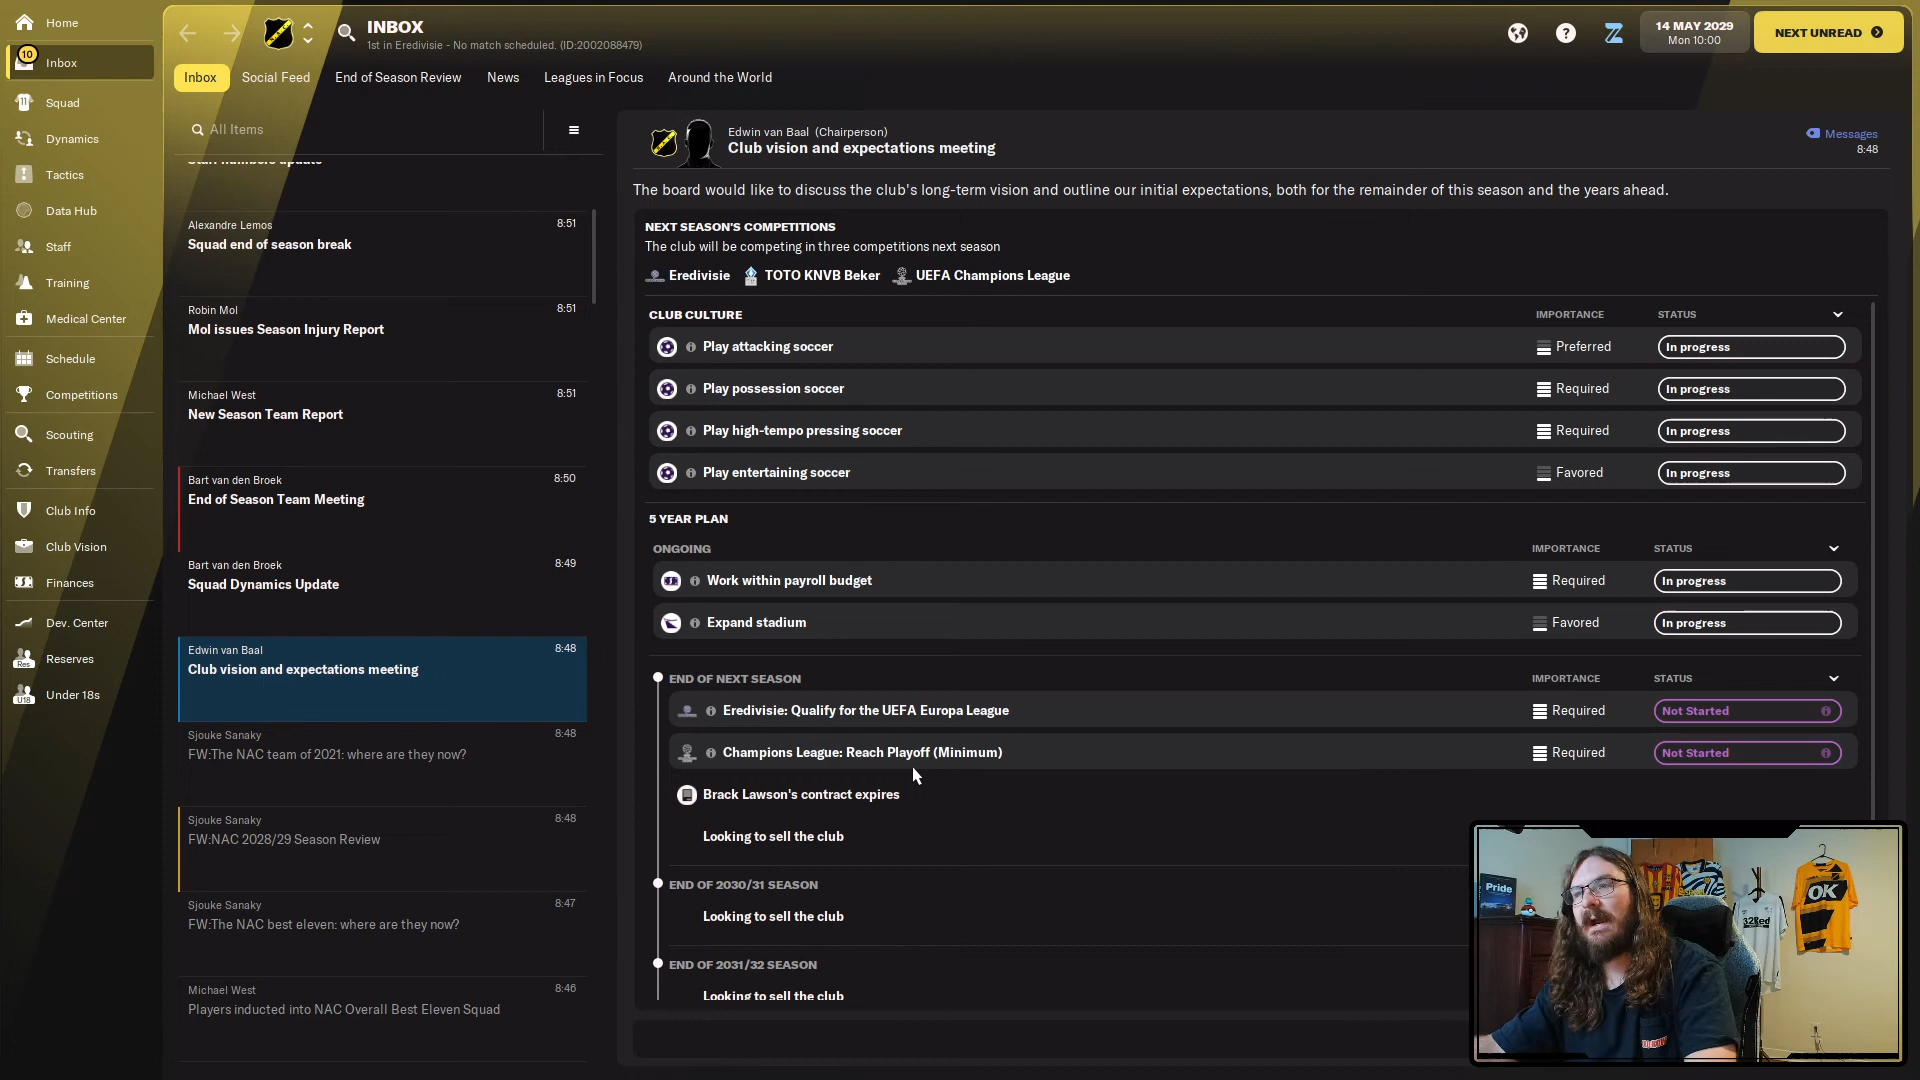 Home
10
Inbox
Squad
Dynamics
Tactics
Data Hub
Staff
Training
Medical Center
Schedule
Competitions
Scouting
Transfers
Club Info
Club Vision
Finances
Dev. Center
Res
Reserves
U18
Under 18s
INBOX
1st in Eredivisie - No match scheduled. (ID:2002088479)
14 MAY 2029
Mon 10:00
NEXT UNREAD
Inbox
Social Feed
End of Season Review
News
Leagues in Focus
Around the World
All Items
Staff numbers update
Alexandre Lemos
8:51
Squad end of season break
Robin Mol
8:51
Mol issues Season Injury Report
Michael West
8:51
New Season Team Report
Bart van den Broek
8:50
End of Season Team Meeting
Bart van den Broek
8:49
Squad Dynamics Update
Edwin van Baal
8:48
Club vision and expectations meeting
Sjouke Sanaky
8:48
FW:The NAC team of 2021: where are they now?
Sjouke Sanaky
8:48
FW:NAC 2028/29 Season Review
Sjouke Sanaky
8:47
FW:The NAC best eleven: where are they now?
Michael West
8:46
Players inducted into NAC Overall Best Eleven Squad
Edwin van Baal (Chairperson)
Club vision and expectations meeting
Messages
8:48
The board would like to discuss the club's long-term vision and outline our initial expectations, both for the remainder of this season and the years ahead.
NEXT SEASON'S COMPETITIONS
The club will be competing in three competitions next season
Eredivisie
TOTO KNVB Beker
UEFA Champions League
CLUB CULTURE
IMPORTANCE
STATUS
Play attacking soccer
Preferred
In progress
Play possession soccer
Required
In progress
Play high-tempo pressing soccer
Required
In progress
Play entertaining soccer
Favored
In progress
5 YEAR PLAN
ONGOING
IMPORTANCE
STATUS
Work within payroll budget
Required
In progress
Expand stadium
Favored
In progress
END OF NEXT SEASON
IMPORTANCE
STATUS
Eredivisie: Qualify for the UEFA Europa League
Required
Not Started
Champions League: Reach Playoff (Minimum)
Required
Not Started
Brack Lawson's contract expires
Looking to sell the club
END OF 2030/31 SEASON
Looking to sell the club
END OF 2031/32 SEASON
Looking to sell the club
Pride
32Red
OK